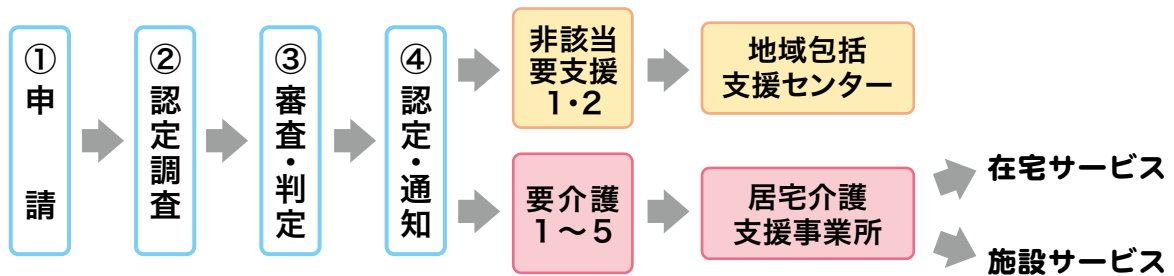 ①申請
②認定調査
③審査・判定
④認定・通知
非該当
要支援
1・2
地域包括
支援センター
要介護
1〜5
居宅介護
支援事業所
在宅サービス
施設サービス